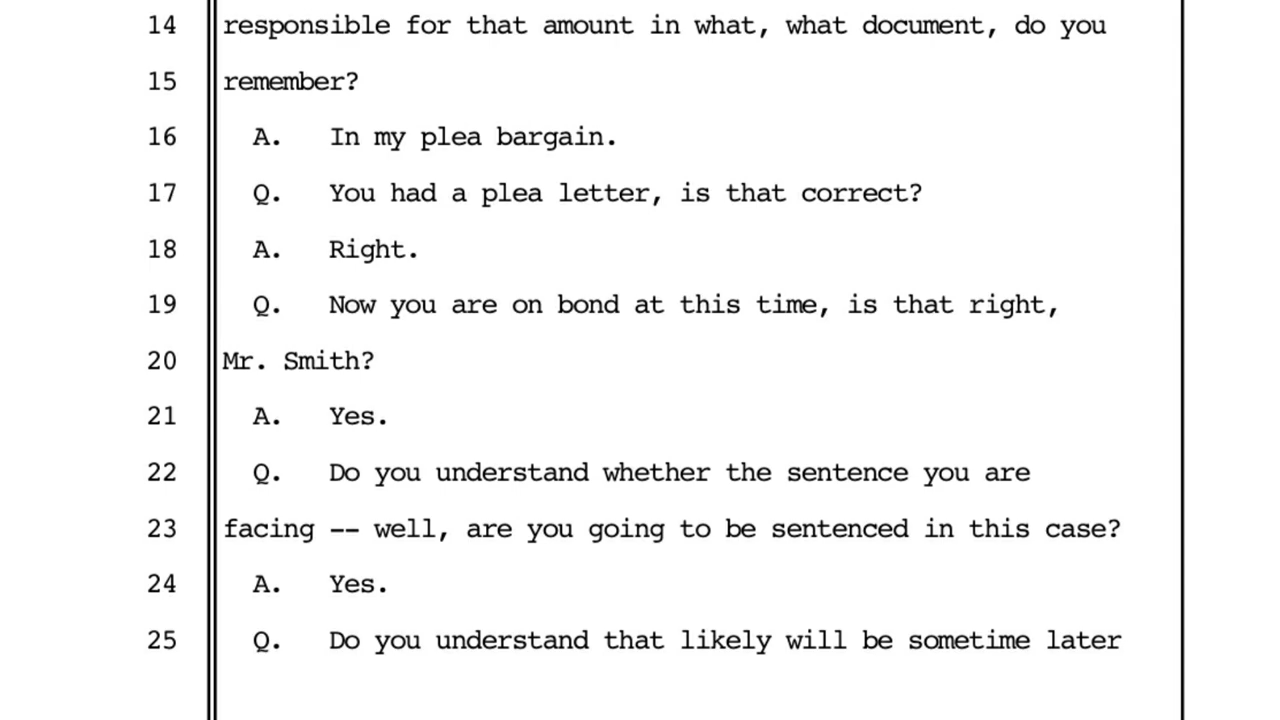 14 responsible for that amount in what, what document, do you
15 remember?
16 A. In my plea bargain.
17 Q. You had a plea letter, is that correct?
18 A. Right.
19 Q. Now you are on bond at this time, is that right,
20 Mr. Smith?
21 A. Yes.
22 Q. Do you understand whether the sentence you are
23 facing -- well, are you going to be sentenced in this case?
24 A. Yes.
25 Q. Do you understand that likely will be sometime later